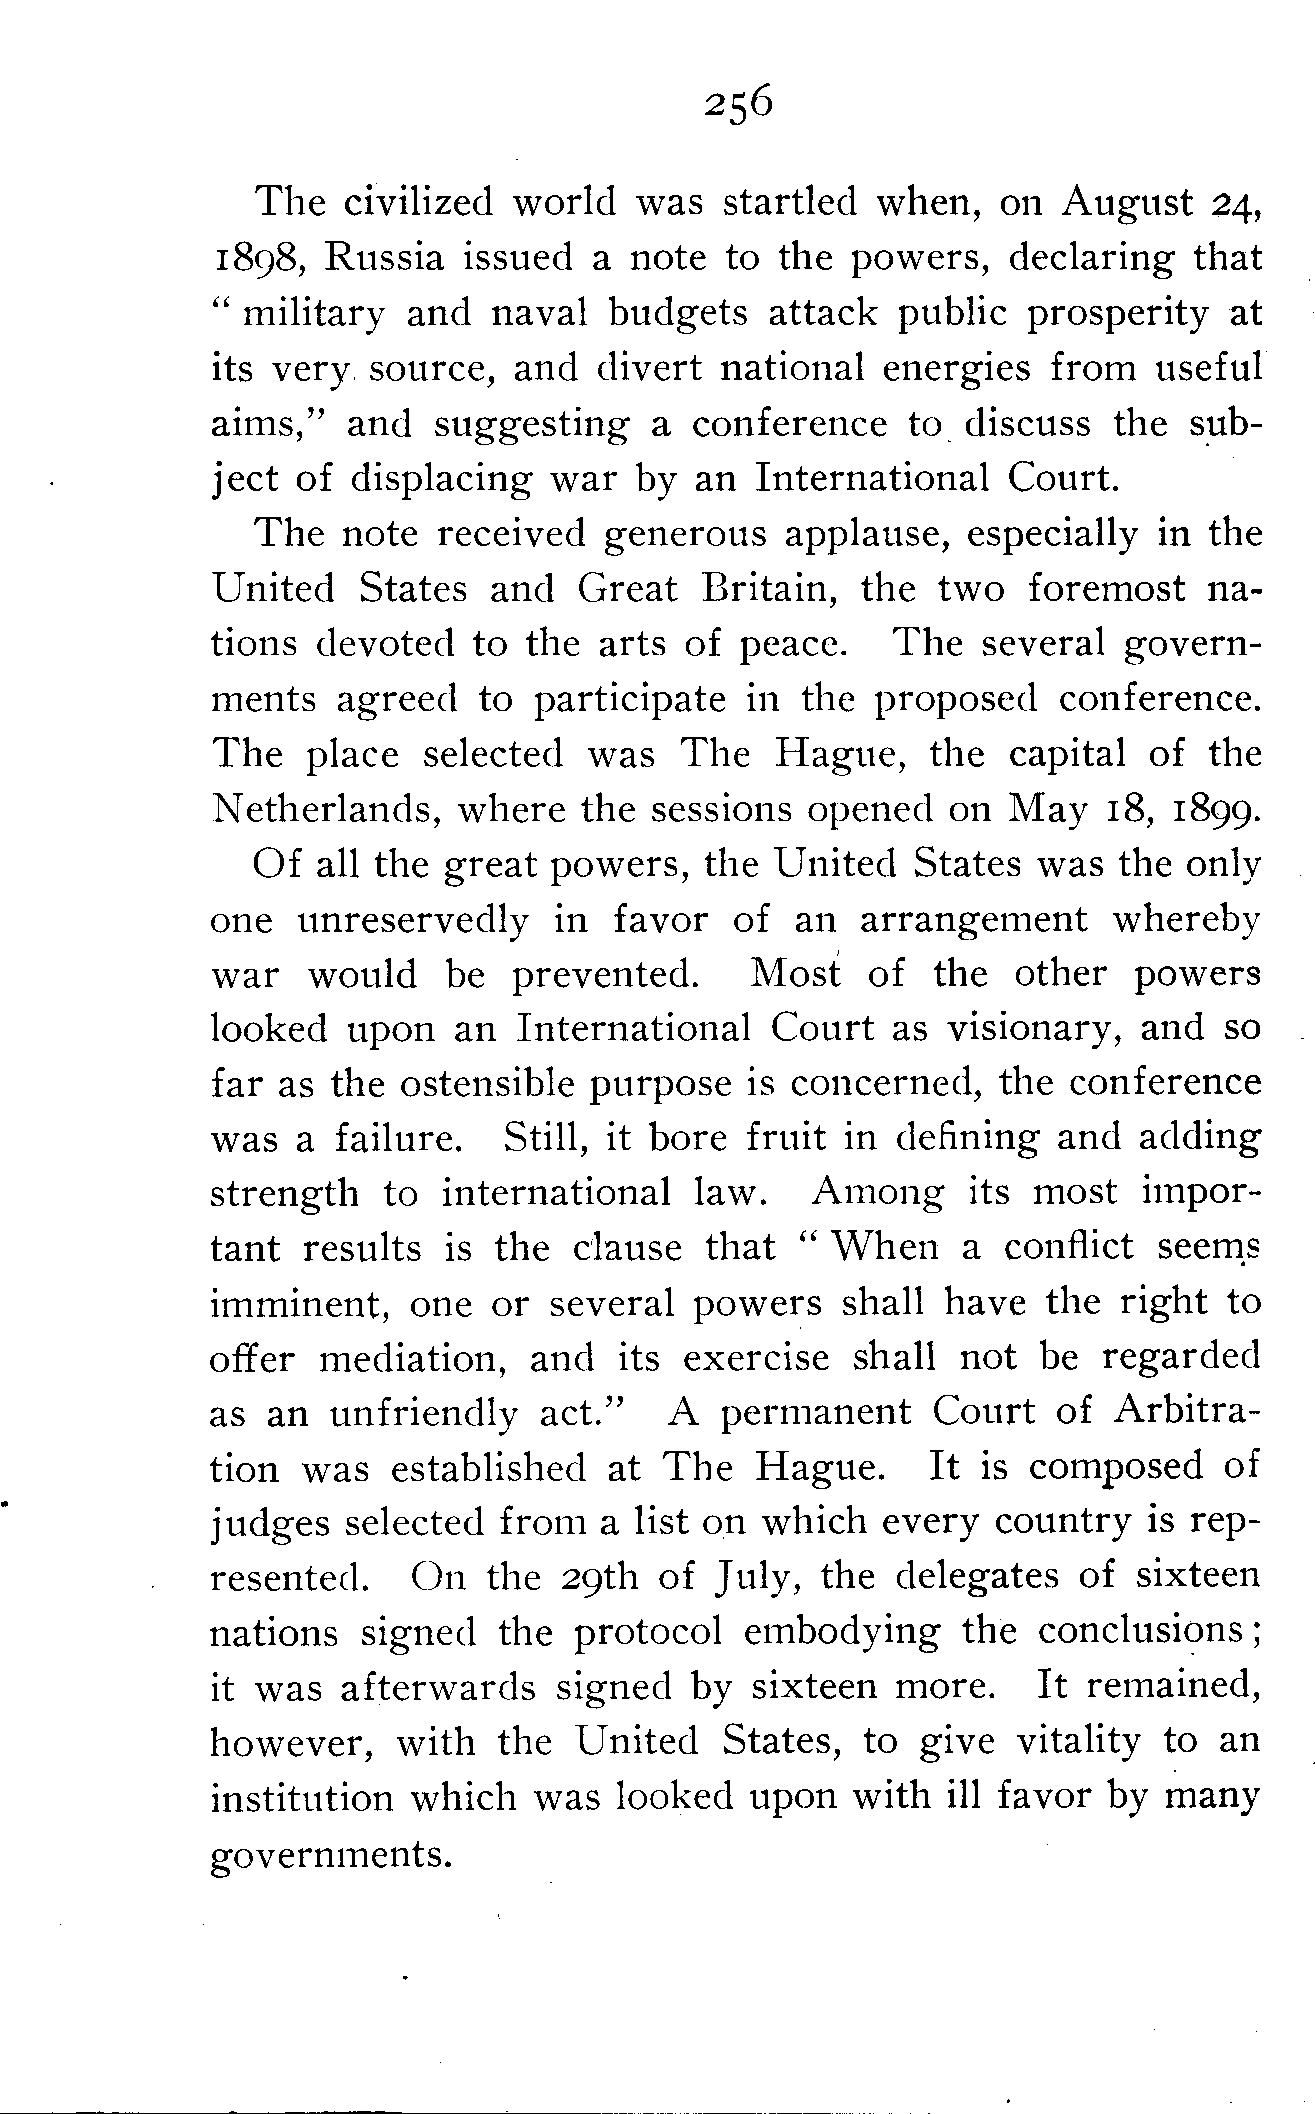 256
The civilized world was startled when, on August 24,
1898, Russia issued a note to the powers, declaring that
“ military and naval budgets attack public prosperity at
its very source, and divert national energies from useful
aims,” and suggesting a conference to discuss the sub-
ject of displacing war by an International Court.
The note received generous applause, especially in the
United States and Great Britain, the two foremost na-
tions devoted to the arts of peace. The several govern-
ments agreed to participate in the proposed conference.
The place selected was The Hague, the capital of the
Netherlands, where the sessions opened on May 18, 1899.
Of all the great powers, the United States was the only
one unreservedly in favor of an arrangement whereby
war would be prevented. Most of the other powers
looked upon an International Court as visionary, and so
far as the ostensible purpose is concerned, the conference
was a failure. Still, it bore fruit in defining and adding
strength to international law. Among its most impor-
tant results is the clause that “ When a conflict seems
imminent, one or several powers shall have the right to
offer mediation, and its exercise shall not be regarded
as an unfriendly act.” A permanent Court of Arbitra-
tion was established at The Hague. It is composed of
judges selected from a list on which every country is rep-
resented. On the 29th of July, the delegates of sixteen
nations signed the protocol embodying the conclusions ;
it was afterwards signed by sixteen more. It remained,
however, with the United States, to give vitality to an
institution which was looked upon with ill favor by many
governments.